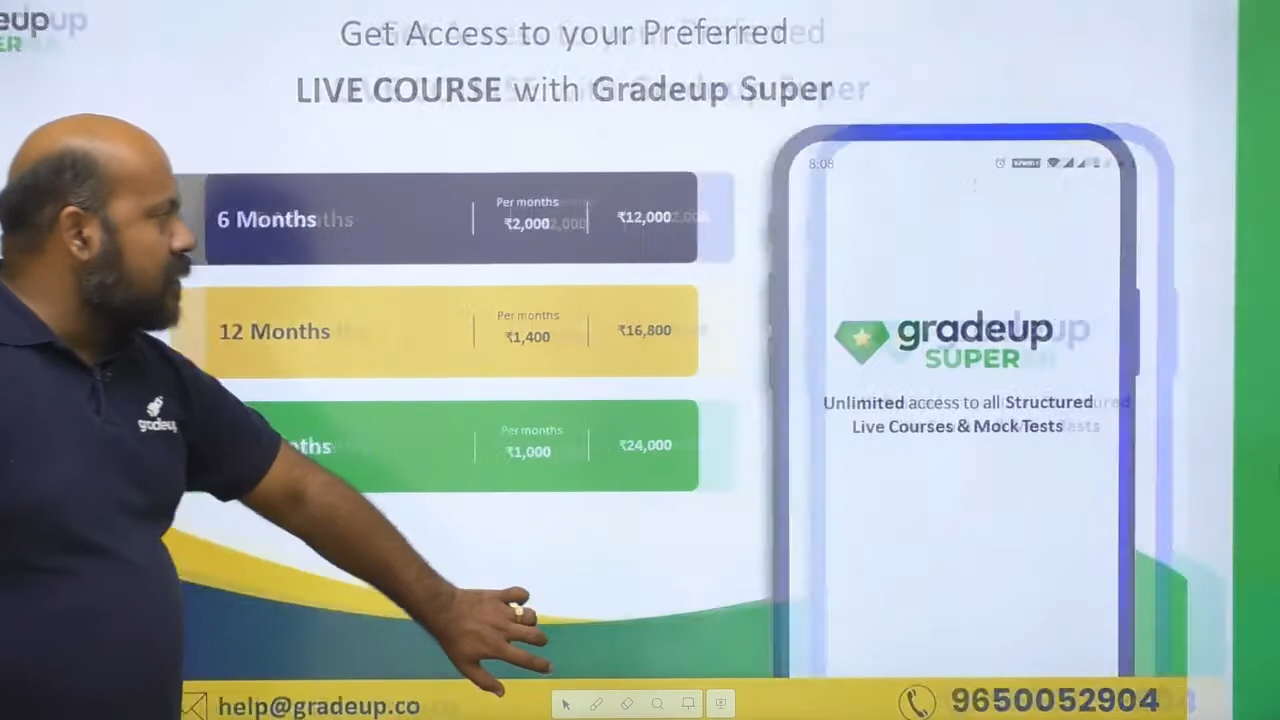 eup
ER
Get Access to your Preferred
LIVE COURSE with Gradeup Super
6 Months
Per months
₹2,000
₹12,000
12 Months
Per months
₹1,400
₹16,800
ths
Per months
₹1,000
₹24,000
8:08
gradeup
SUPER
Unlimited access to all Structured
Live Courses & Mock Tests
gradeup
help@gradeup.co
9650052904